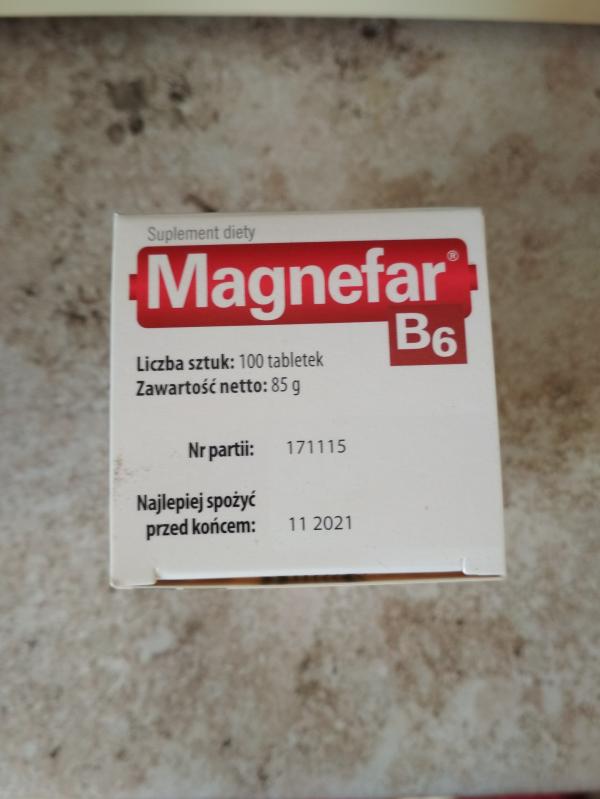 Suplement diety
Magnefar®
B6
Liczba sztuk: 100 tabletek
Zawartość netto: 85 g
Nr partii: 171115
Najlepiej spożyć
przed końcem: 11 2021